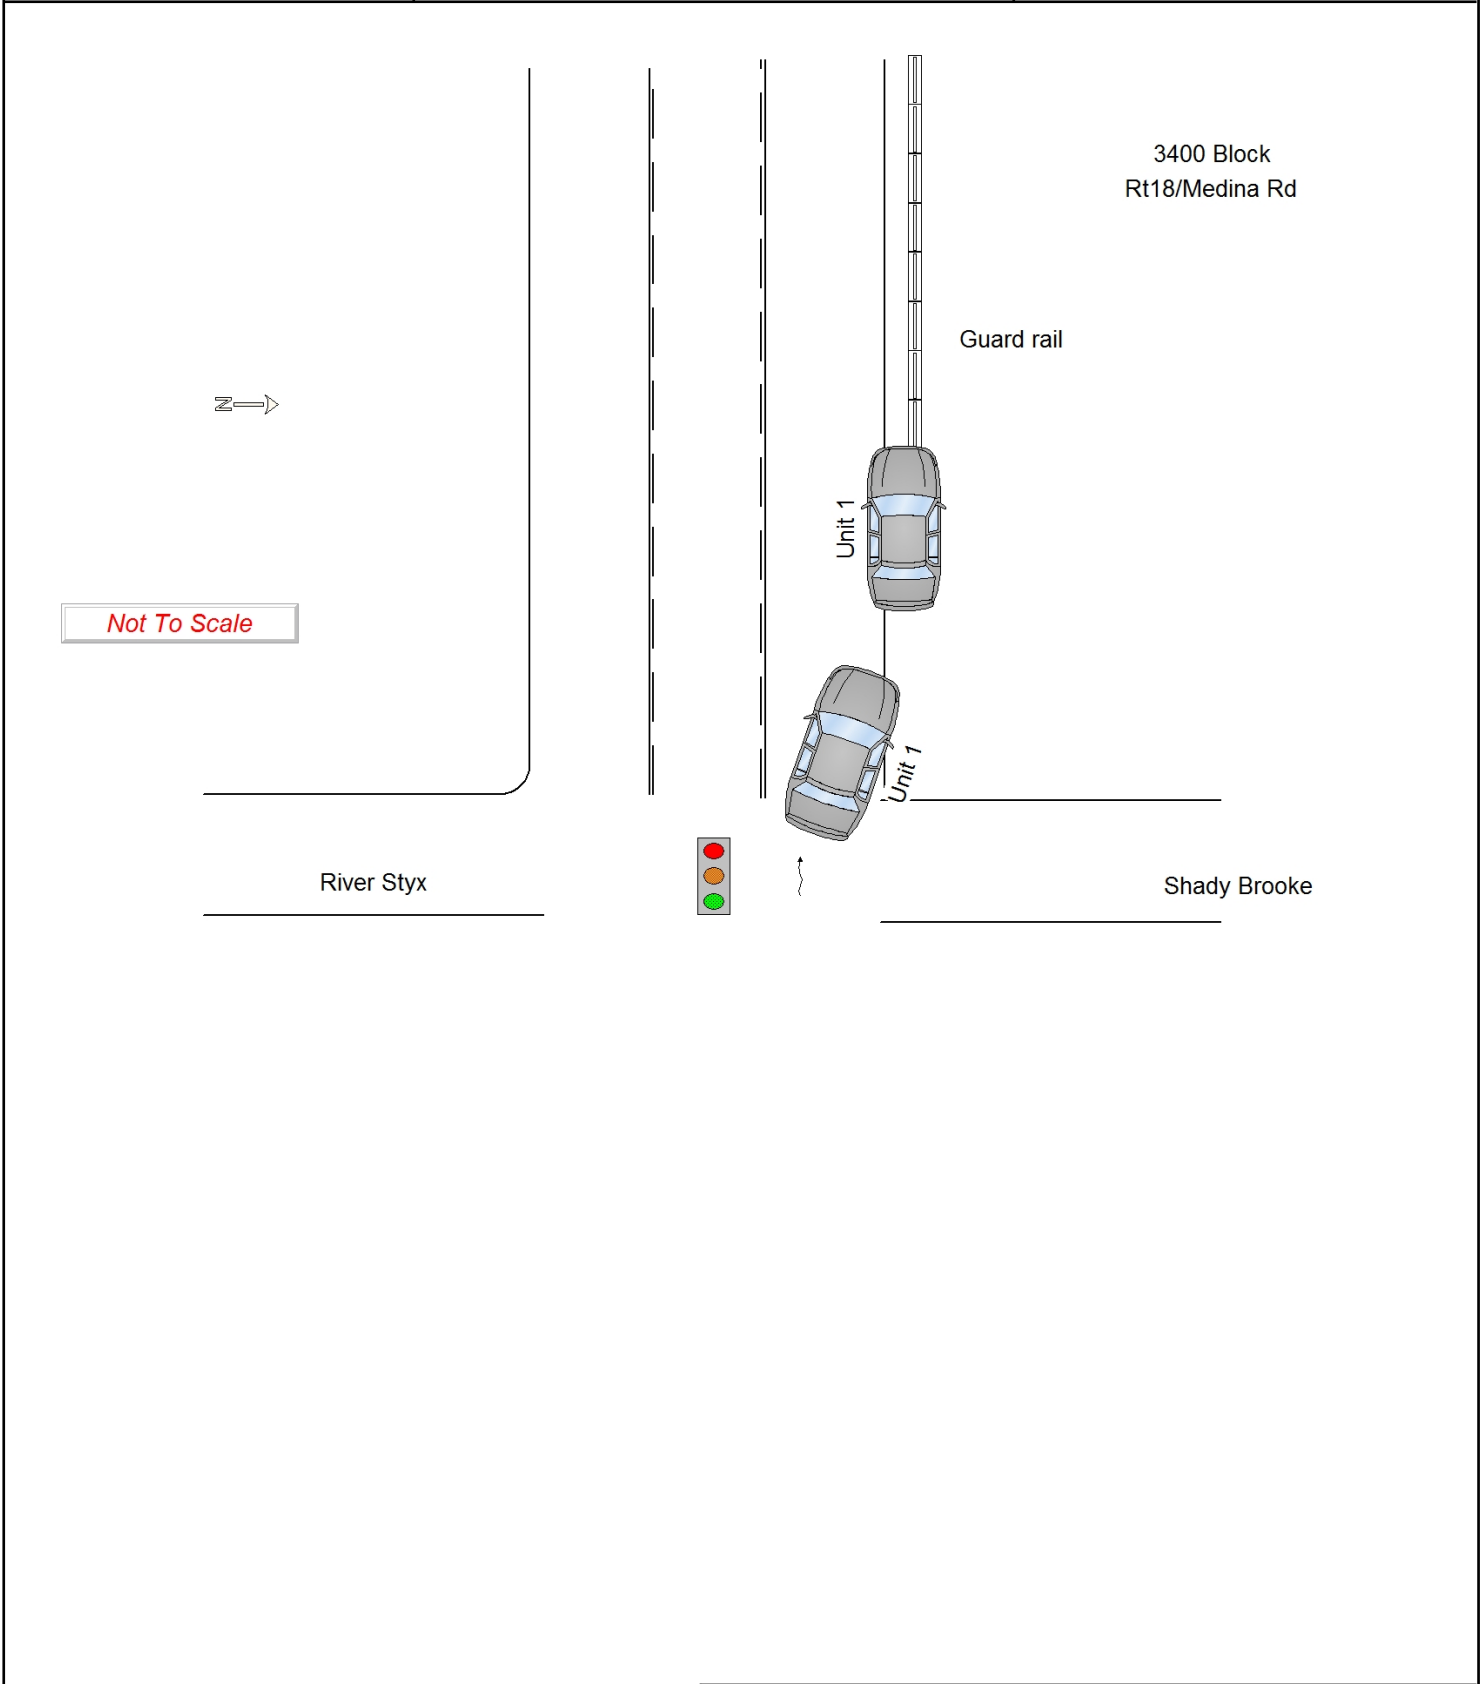 3400 Block
Rt18/Medina Rd
Guard rail
N
Unit 1
Not To Scale
Unit 1
River Styx
Shady Brooke